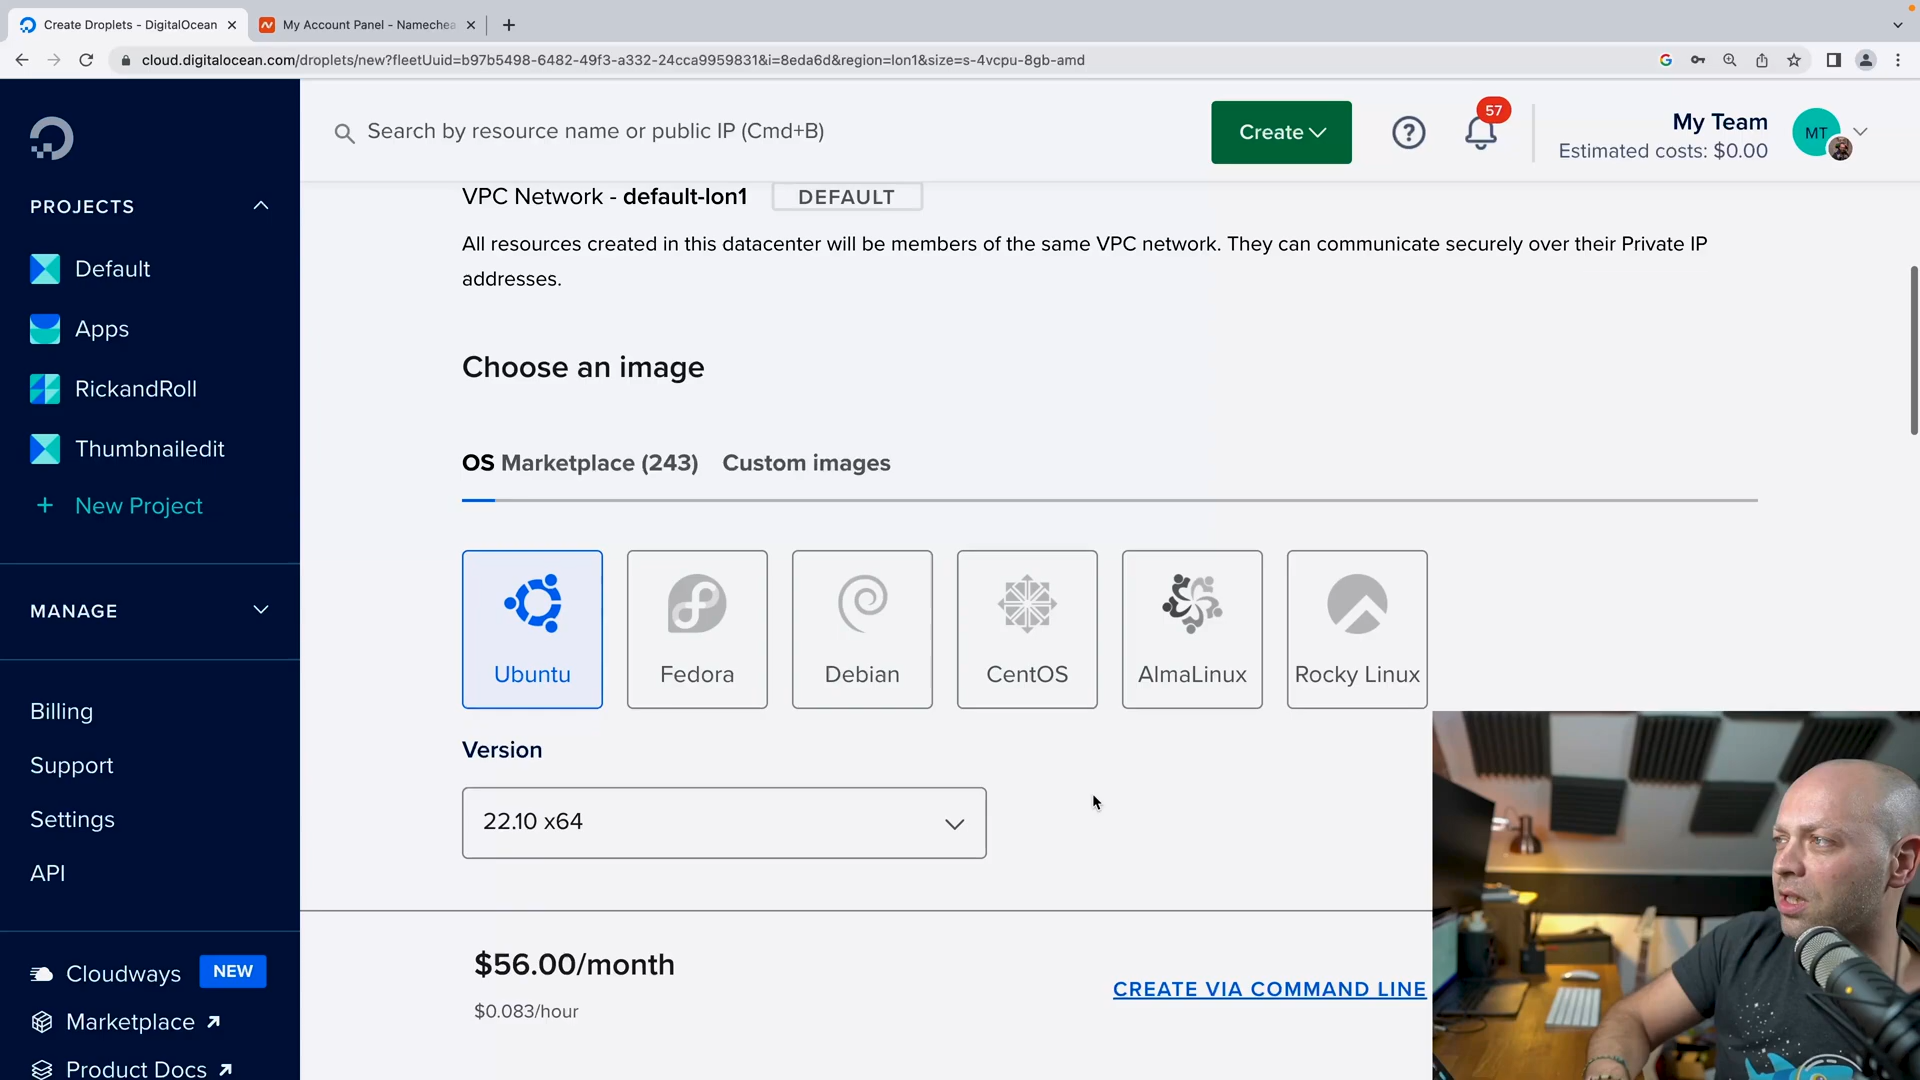 Create Droplets - DigitalOcean
My Account Panel - Namechea
cloud.digitalocean.com/droplets/new?fleetUuid=b97b5498-6482-49f3-a332-24cca9959831&i=8eda6d&region=lon1&size=s-4vcpu-8gb-amd
Search by resource name or public IP (Cmd+B)
Create
57
My Team
Estimated costs: $0.00
MT
PROJECTS
Default
Apps
RickandRoll
Thumbnailedit
+ New Project
MANAGE
Billing
Support
Settings
API
Cloudways NEW
Marketplace
Product Docs
VPC Network - default-lon1 DEFAULT
All resources created in this datacenter will be members of the same VPC network. They can communicate securely over their Private IP
addresses.
Choose an image
OS Marketplace (243) Custom images
Ubuntu
Fedora
Debian
CentOS
AlmaLinux
Rocky Linux
Version
22.10 x64
$56.00/month
$0.083/hour
CREATE VIA COMMAND LINE